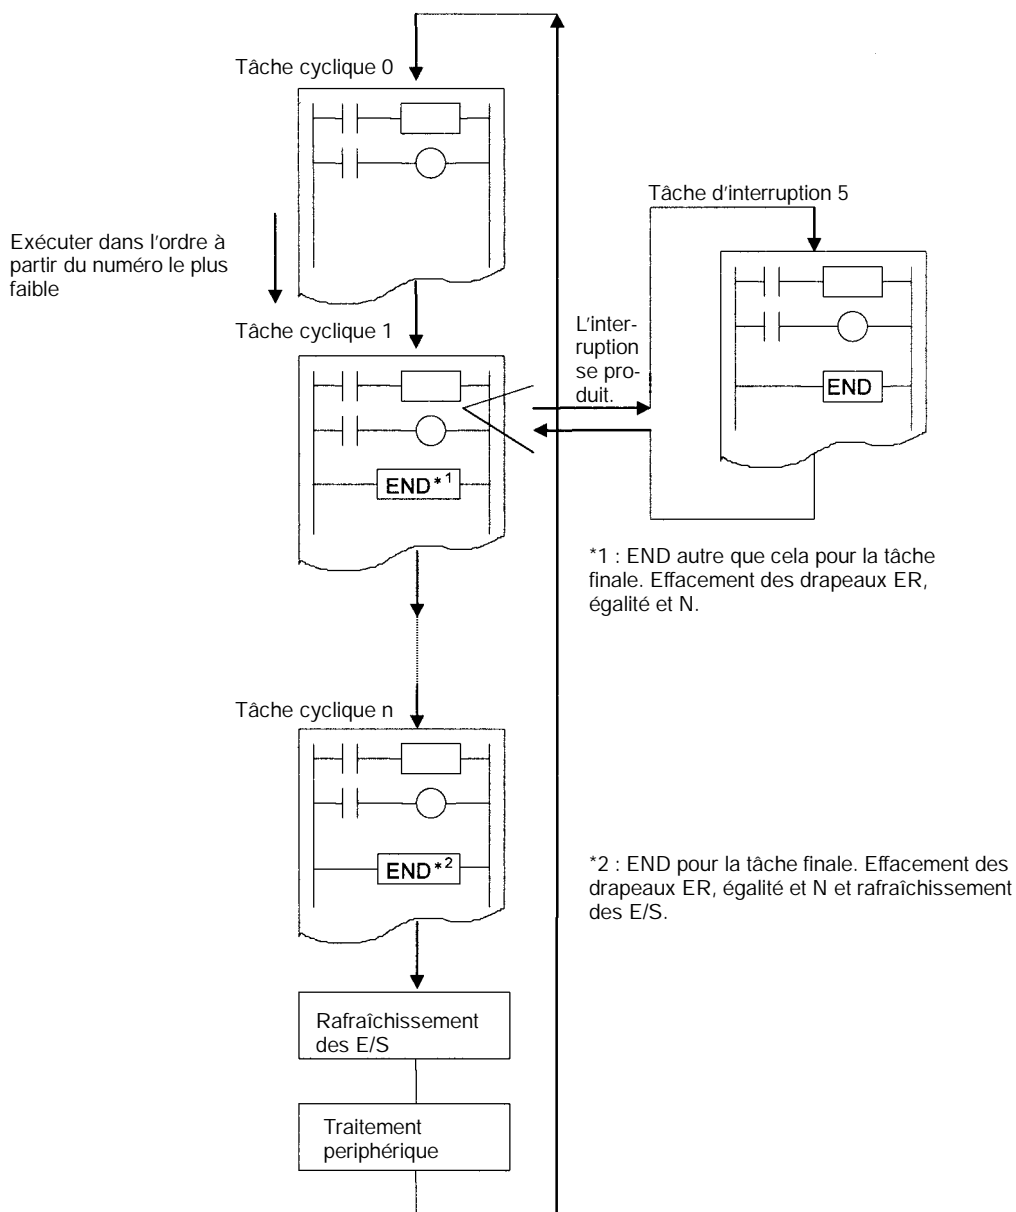 Tâche cyclique 0
Tâche d'interruption 5
Exécuter dans l'ordre à
partir du numéro le plus
faible
Tâche cyclique 1
L'inter-
ruption
se pro-
duit.
END
END*1
*1 : END autre que cela pour la tâche
finale. Effacement des drapeaux ER,
égalité et N.
Tâche cyclique n
END*2
*2 : END pour la tâche finale. Effacement des
drapeaux ER, égalité et N et rafraîchissement
des E/S.
Rafraîchissement
des E/S
Traitement
periphérique